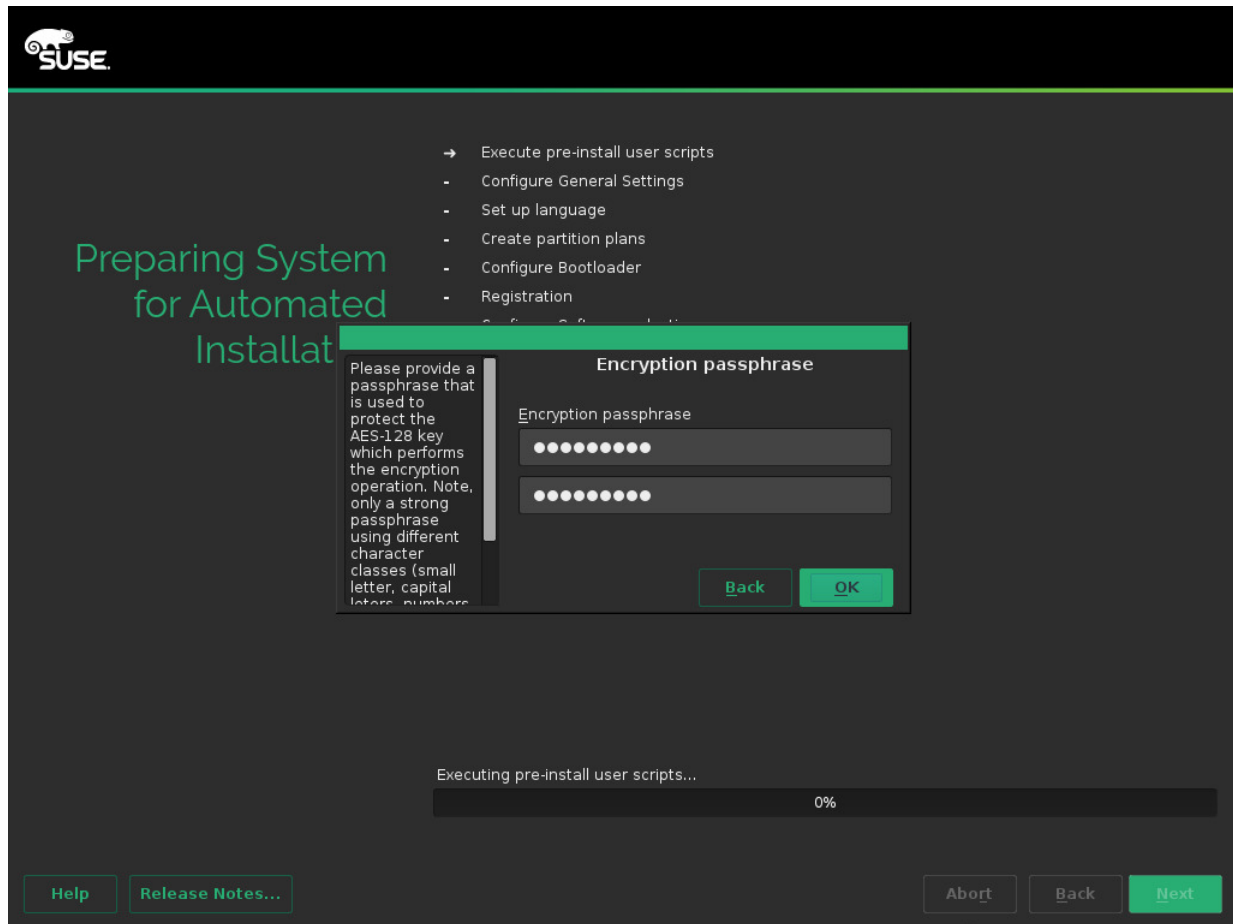 SUSE.
→ Execute pre-install user scripts
- Configure General Settings
- Set up language
- Create partition plans
- Configure Bootloader
- Registration
Preparing System
for Automated
Installat
Encryption passphrase
Please provide a
passphrase that
is used to
protect the
AES-128 key
which performs
the encryption
operation. Note,
only a strong
passphrase
using different
character
classes (small
letter, capital
leters, numbers
Encryption passphrase
●●●●●●●●●
●●●●●●●●●
Back
OK
Executing pre-install user scripts...
0%
Help
Release Notes...
Abort
Back
Next